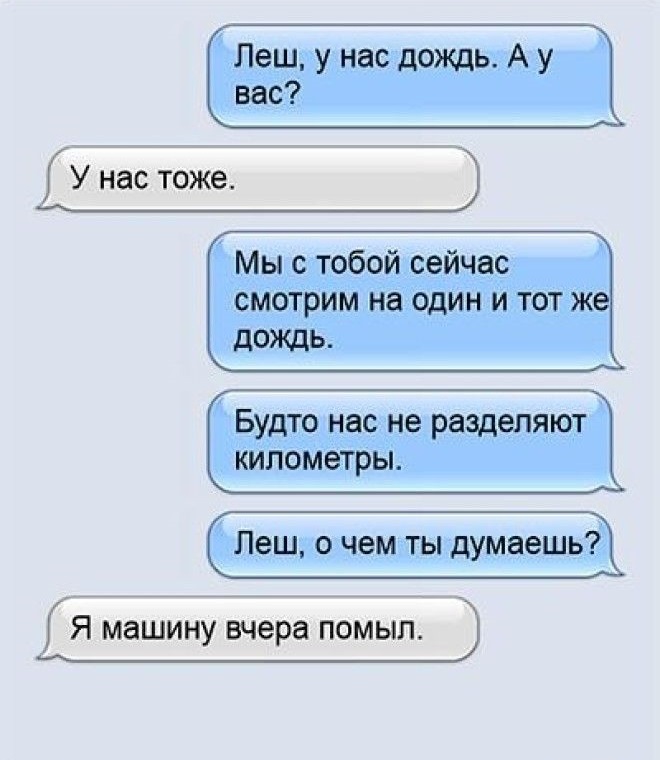 Леш, у нас дождь. А у
вас?
У нас тоже.
Мы с тобой сейчас
смотрим на один и тот же
дождь.
Будто нас не разделяют
километры.
Леш, о чем ты думаешь?
Я машину вчера помыл.